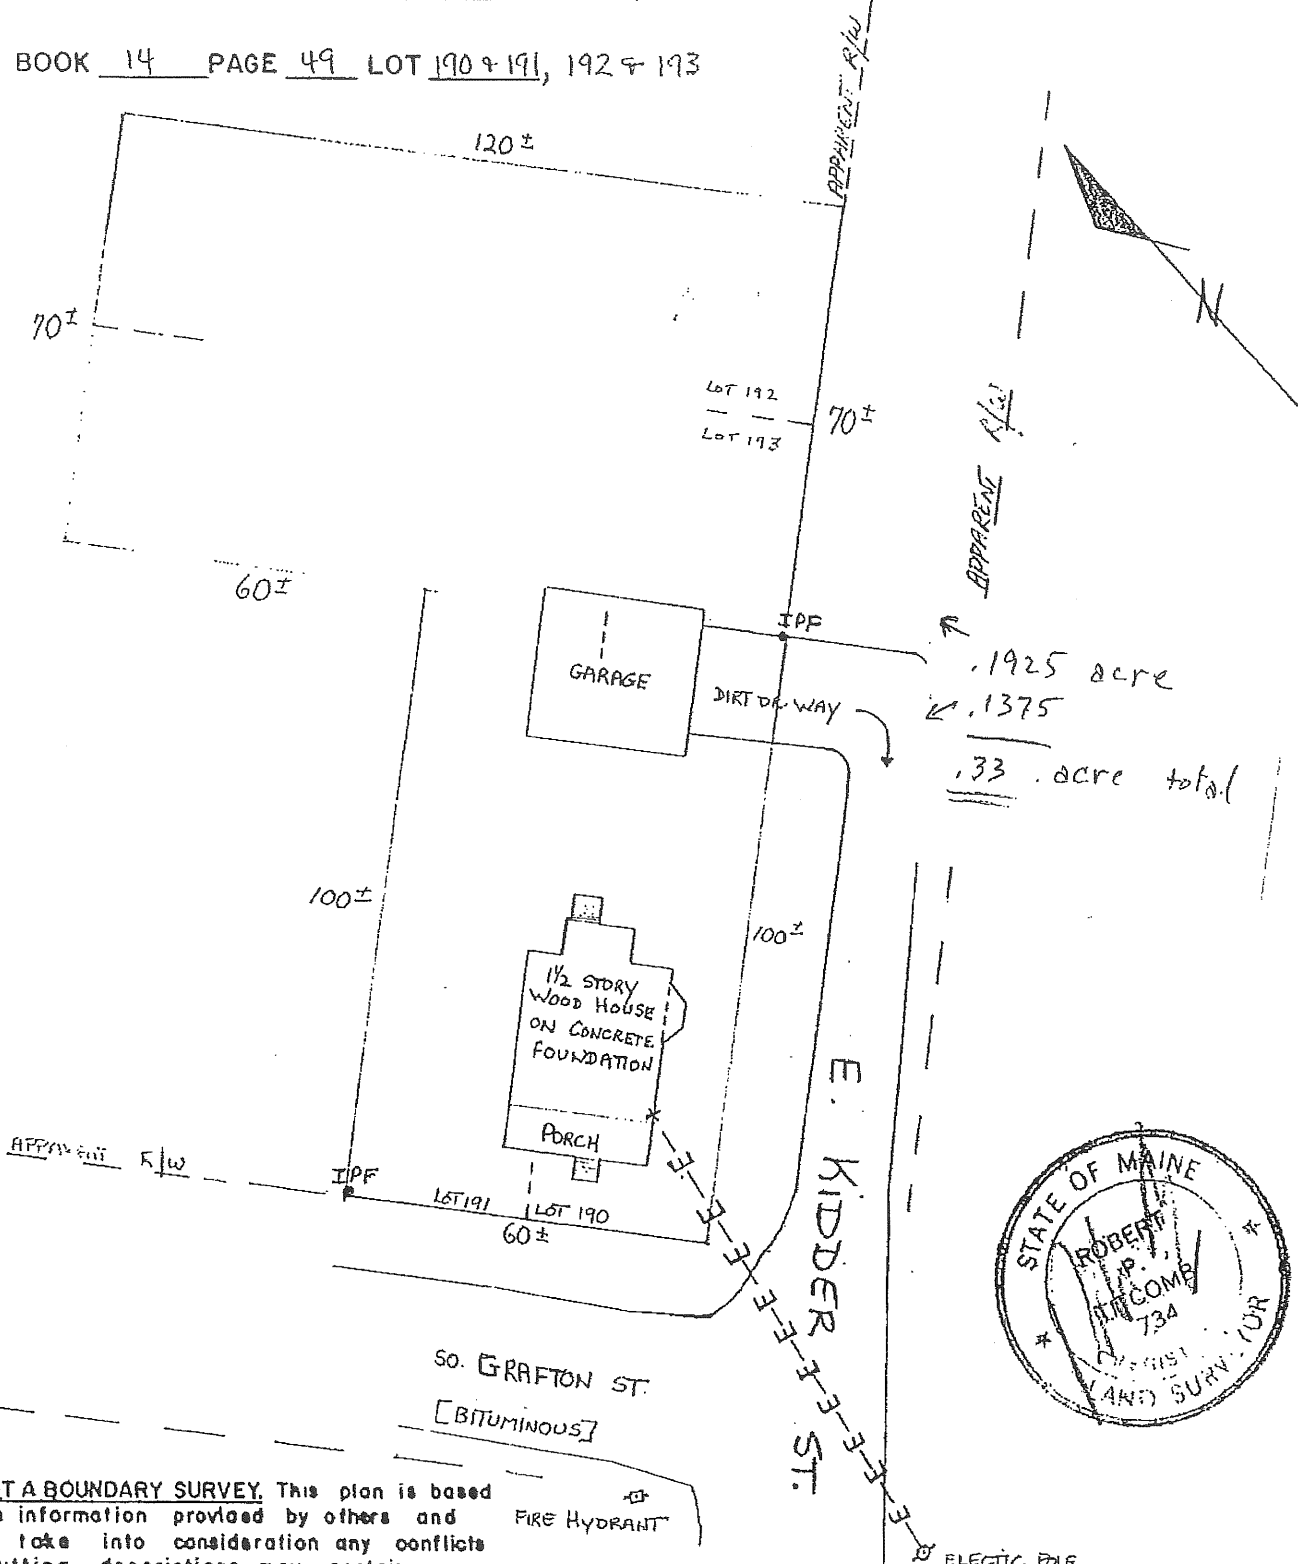 BOOK 14 PAGE 49 LOT 190 & 191, 192 & 193
APPARENT R/W
120±
N
70±
LOT 192
LOT 193
70±
APPARENT R/W
60±
IPF
GARAGE
DIRT DR. WAY
.1925 acre
.1375
.33 . acre total
100±
100±
1½ STORY
WOOD HOUSE
ON CONCRETE
FOUNDATION
PORCH
E. KIDDER ST.
APPARENT R/W
IPF
LOT 191
LOT 190
60±
E E E E E E E E E E
STATE OF MAINE
ROBERT
P.
TITCOMB
734
LAND SURVEYOR
SO. GRAFTON ST.
[BITUMINOUS]
T A BOUNDARY SURVEY. This plan is based
information provided by others and
take into consideration any conflicts
FIRE HYDRANT
ELECTIC POLE